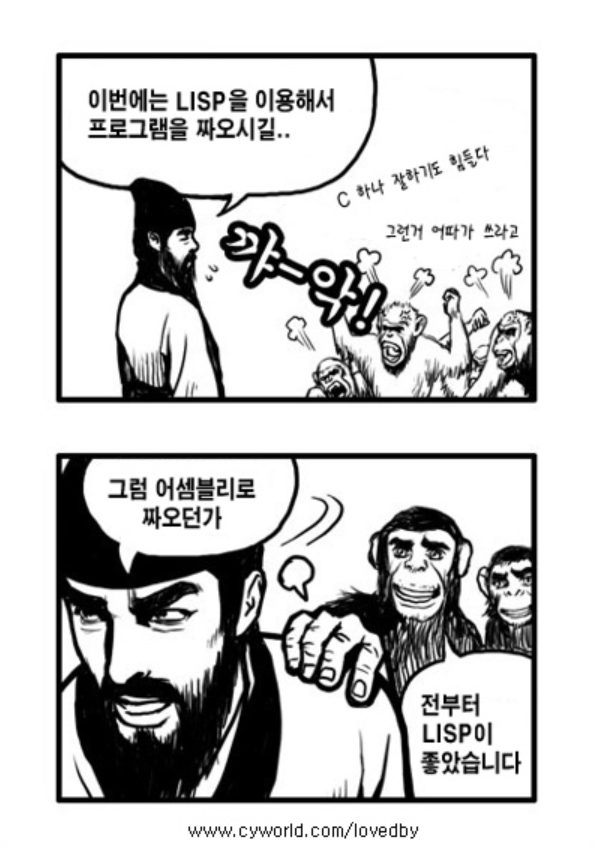 이번에는 LISP을 이용해서
프로그램을 짜오시길..
C 하나 잘하기도 힘들다
그런거 어따가 쓰라고
꺄-악!
그럼 어셈블리로
짜오던가
전부터
LISP이
좋았습니다
www.cyworld.com/lovedby